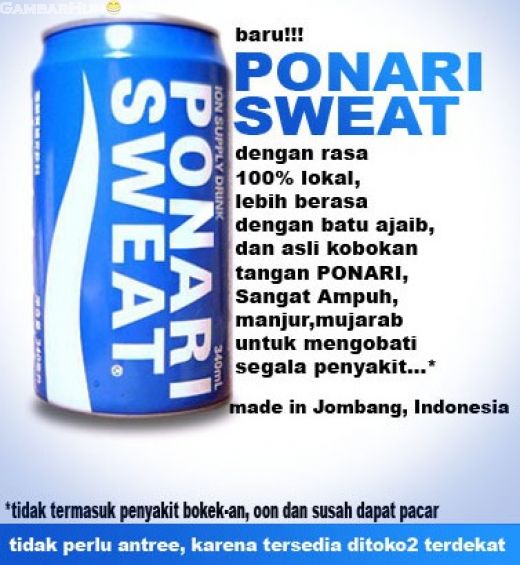 GAMBARHUMOR
baru!!!
PONARI
SWEAT
dengan rasa
100% lokal,
lebih berasa
dengan batu ajaib,
dan asli kobokan
tangan PONARI,
Sangat Ampuh,
manjur,mujarab
untuk mengobati
segala penyakit...*
made in Jombang, Indonesia
ION SUPPLY DRINK
PONARI
SWEAT®
340mL
*tidak termasuk penyakit bokek-an, oon dan susah dapat pacar
tidak perlu antree, karena tersedia ditoko2 terdekat